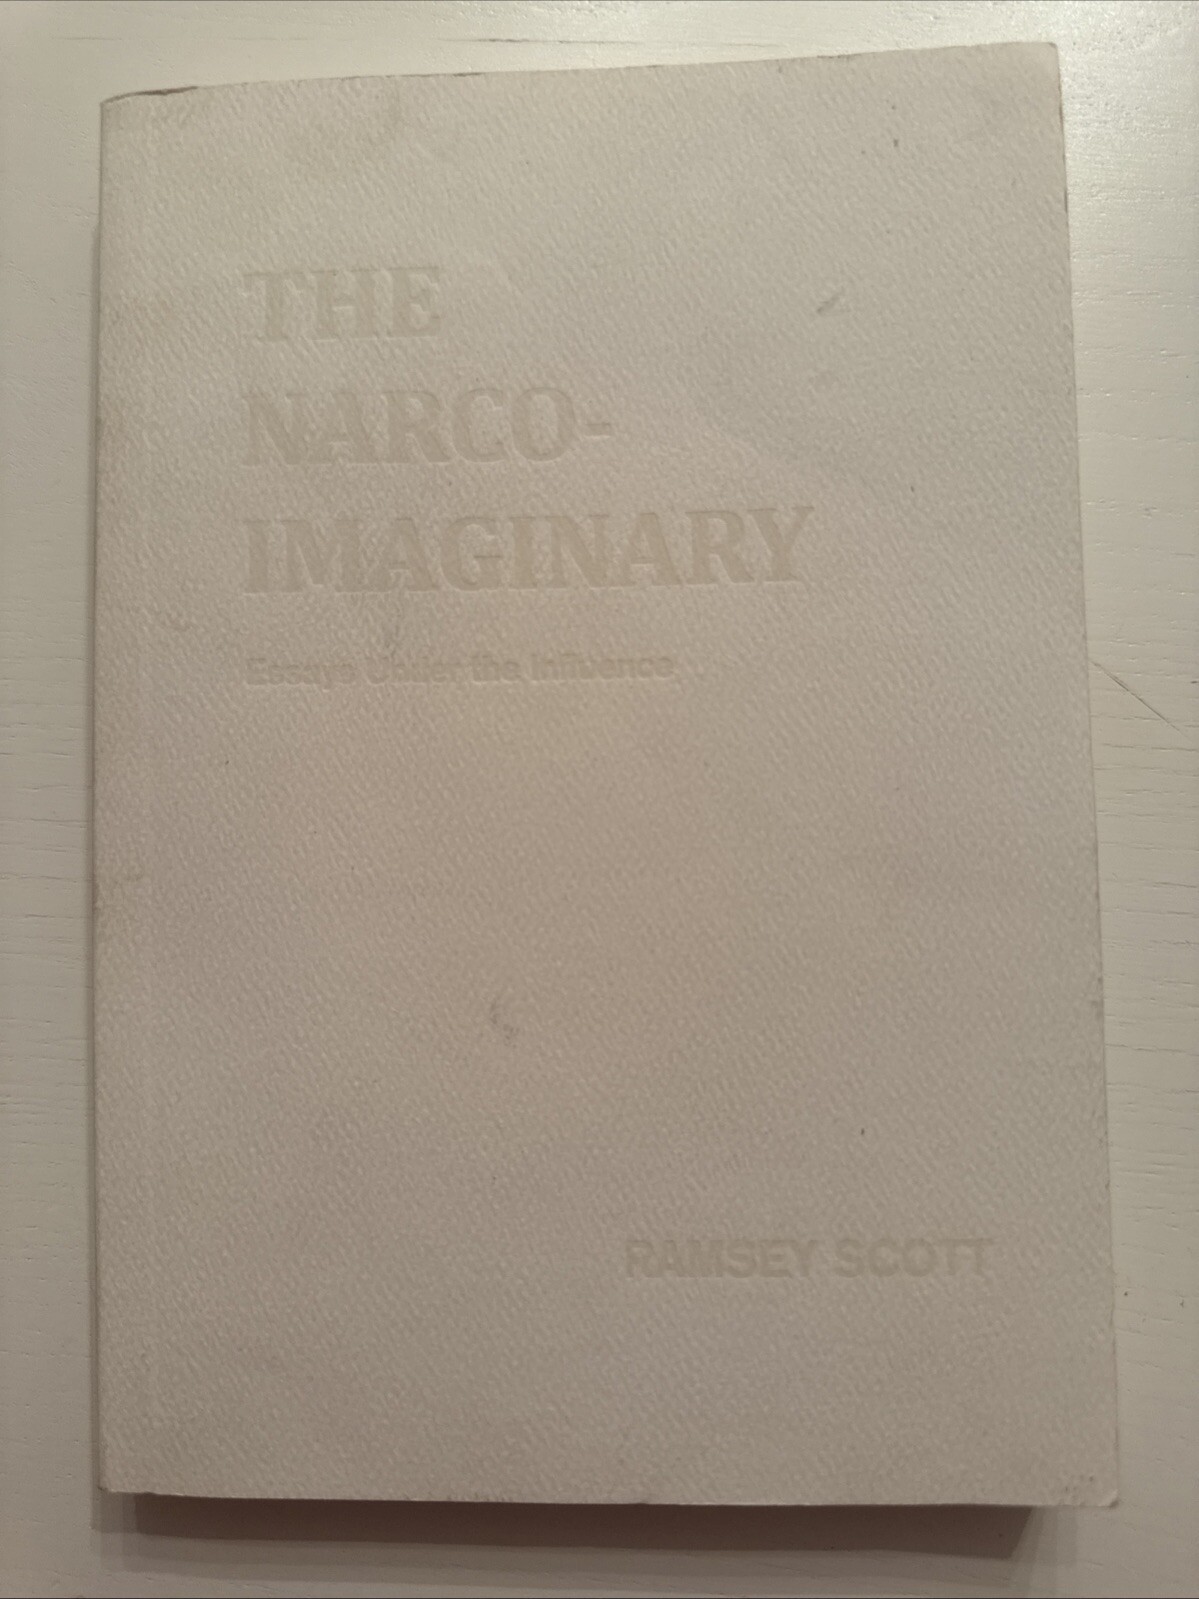 THE
NARCO-
IMAGINARY
Essays Under the Influence
RAMSEY SCOTT